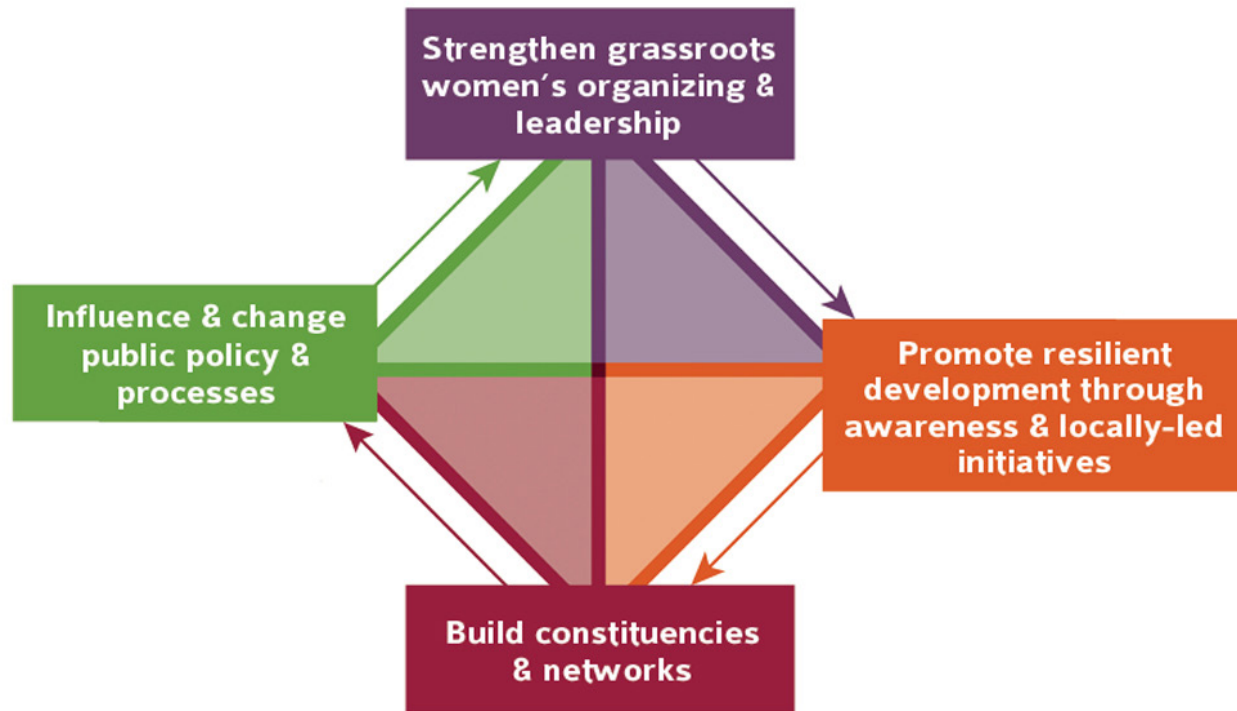 Strengthen grassroots
women's organizing &
leadership
Influence & change
public policy &
processes
Promote resilient
development through
awareness & locally-led
initiatives
Build constituencies
& networks